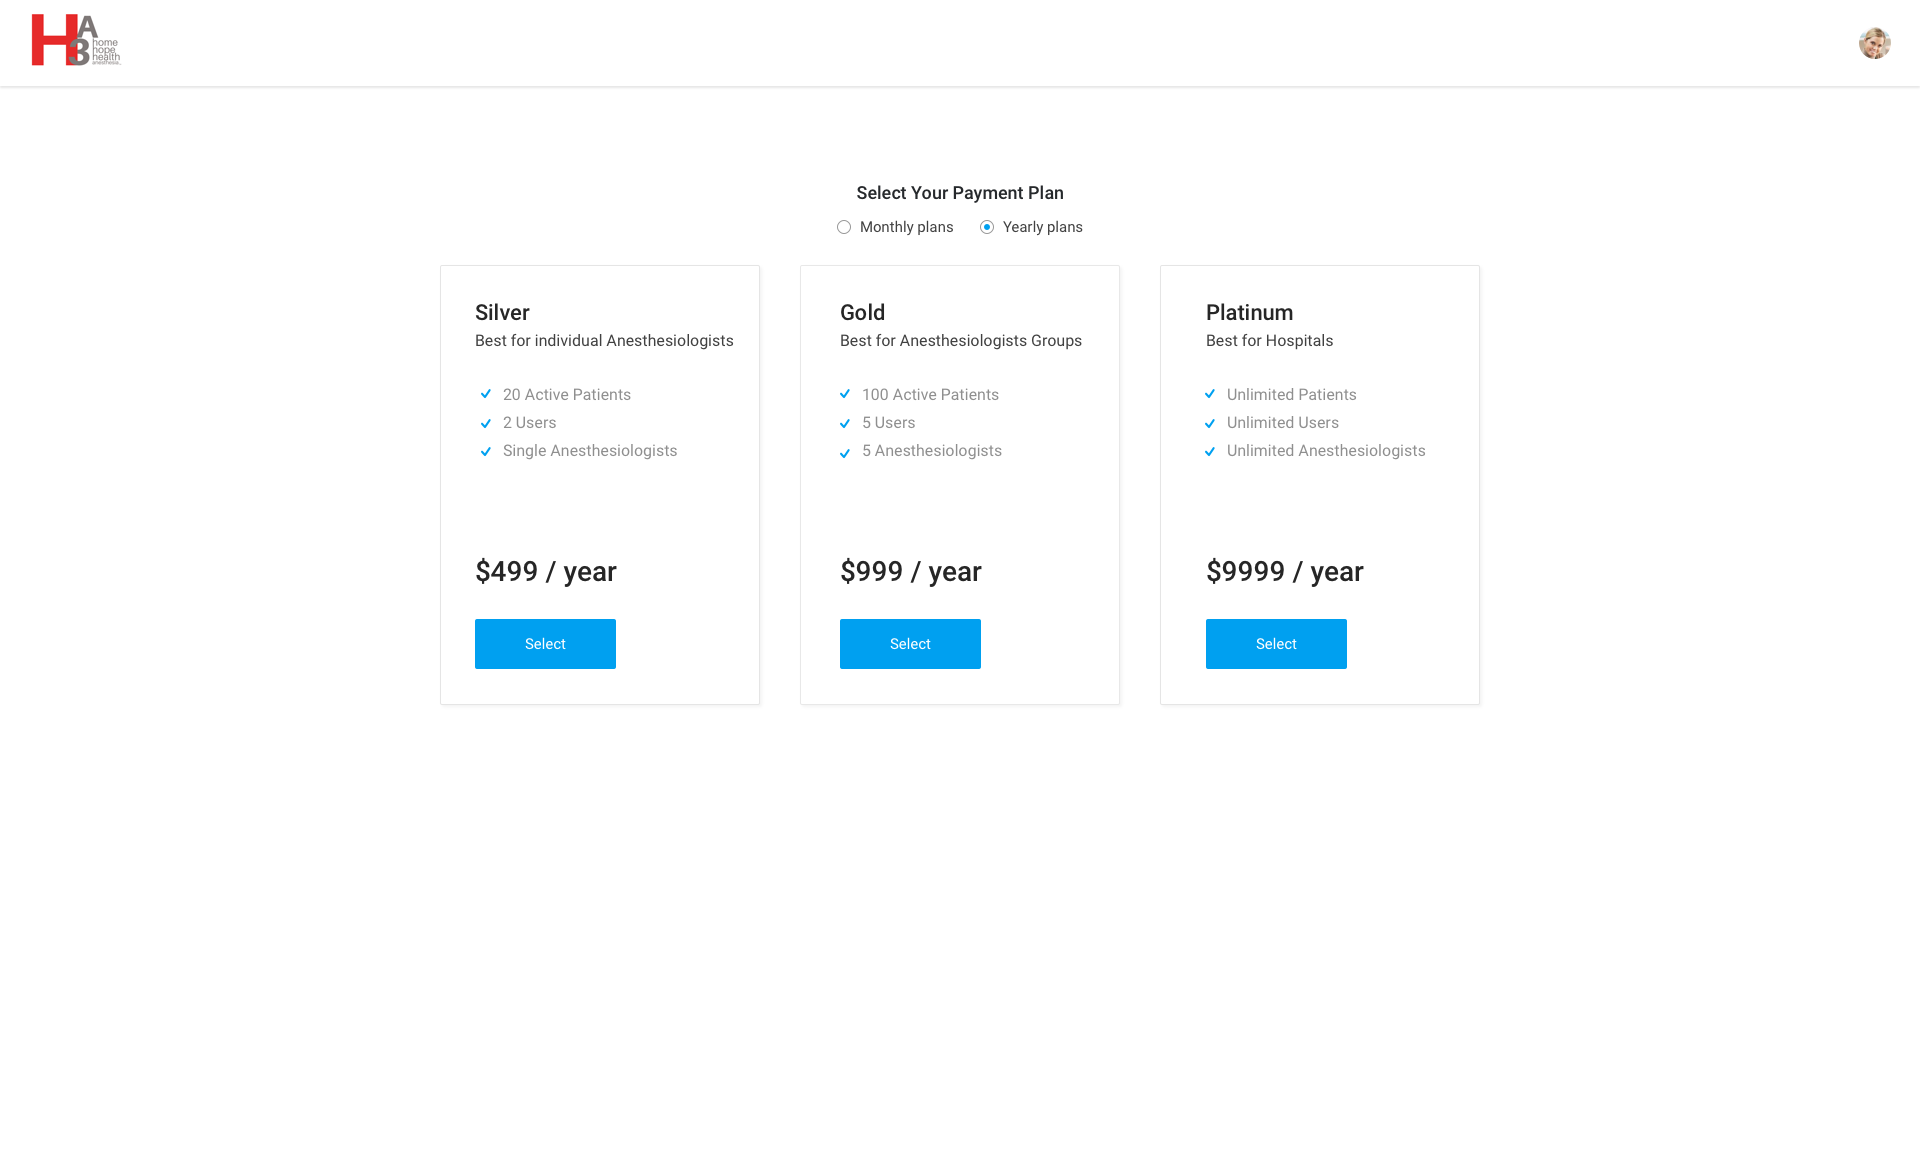 HA3
home
hope
health
anesthesia
Select Your Payment Plan
Monthly plans
Yearly plans
Silver
Best for individual Anesthesiologists
20 Active Patients
2 Users
Single Anesthesiologists
$499 / year
Select
Gold
Best for Anesthesiologists Groups
100 Active Patients
5 Users
5 Anesthesiologists
$999 / year
Select
Platinum
Best for Hospitals
Unlimited Patients
Unlimited Users
Unlimited Anesthesiologists
$9999 / year
Select